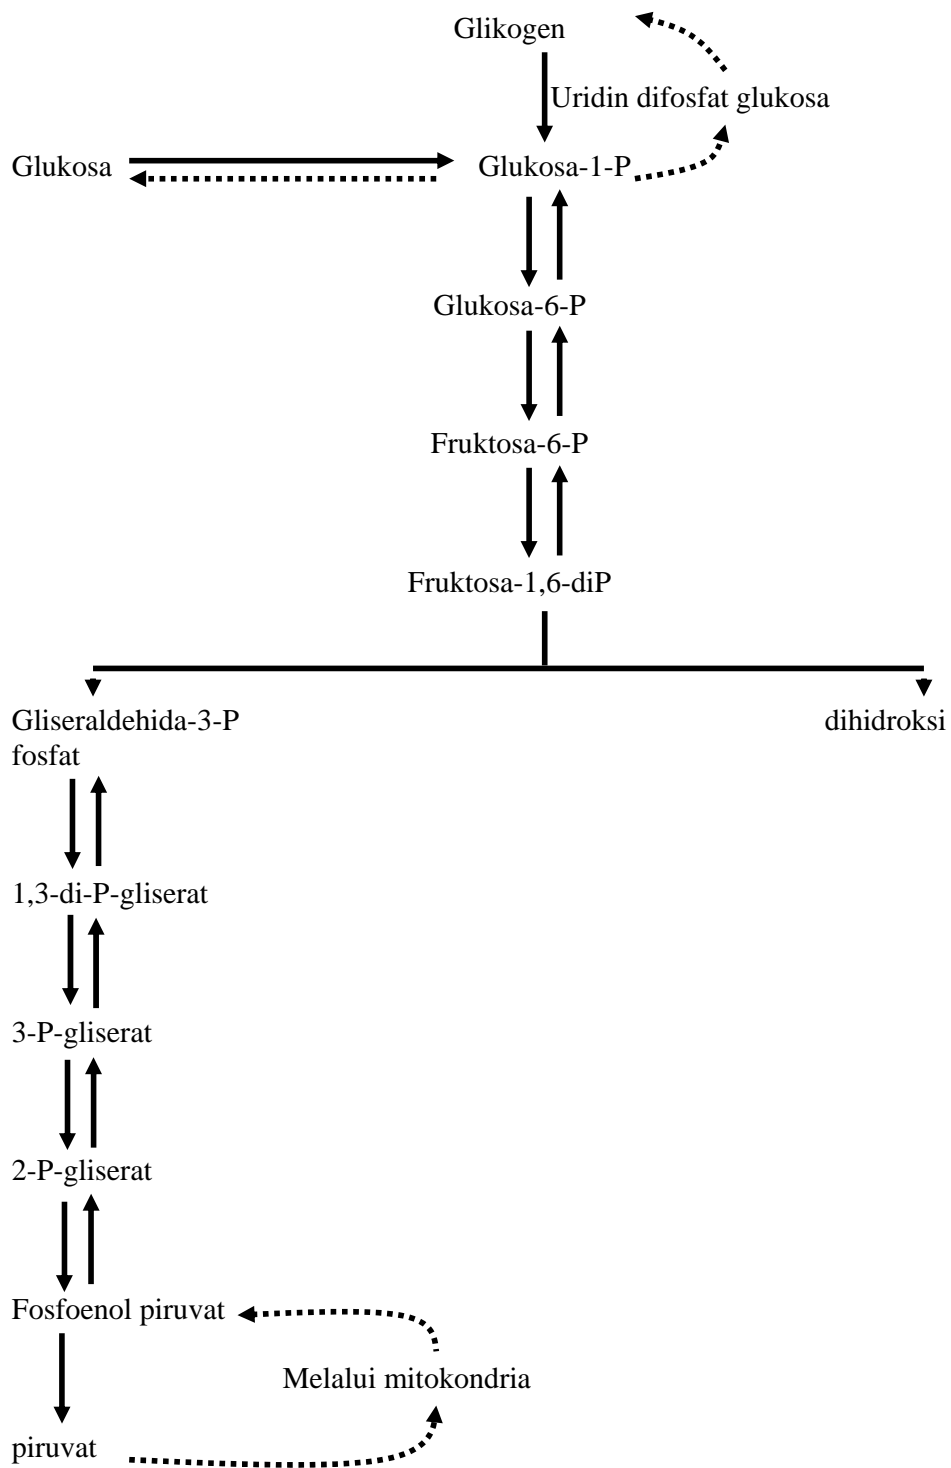 Glikogen
Uridin difosfat glukosa
Glukosa
Glukosa-1-P
Glukosa-6-P
Fruktosa-6-P
Fruktosa-1,6-diP
Gliseraldehida-3-P dihidroksi
fosfat
1,3-di-P-gliserat
3-P-gliserat
2-P-gliserat
Fosfoenol piruvat
Melalui mitokondria
piruvat